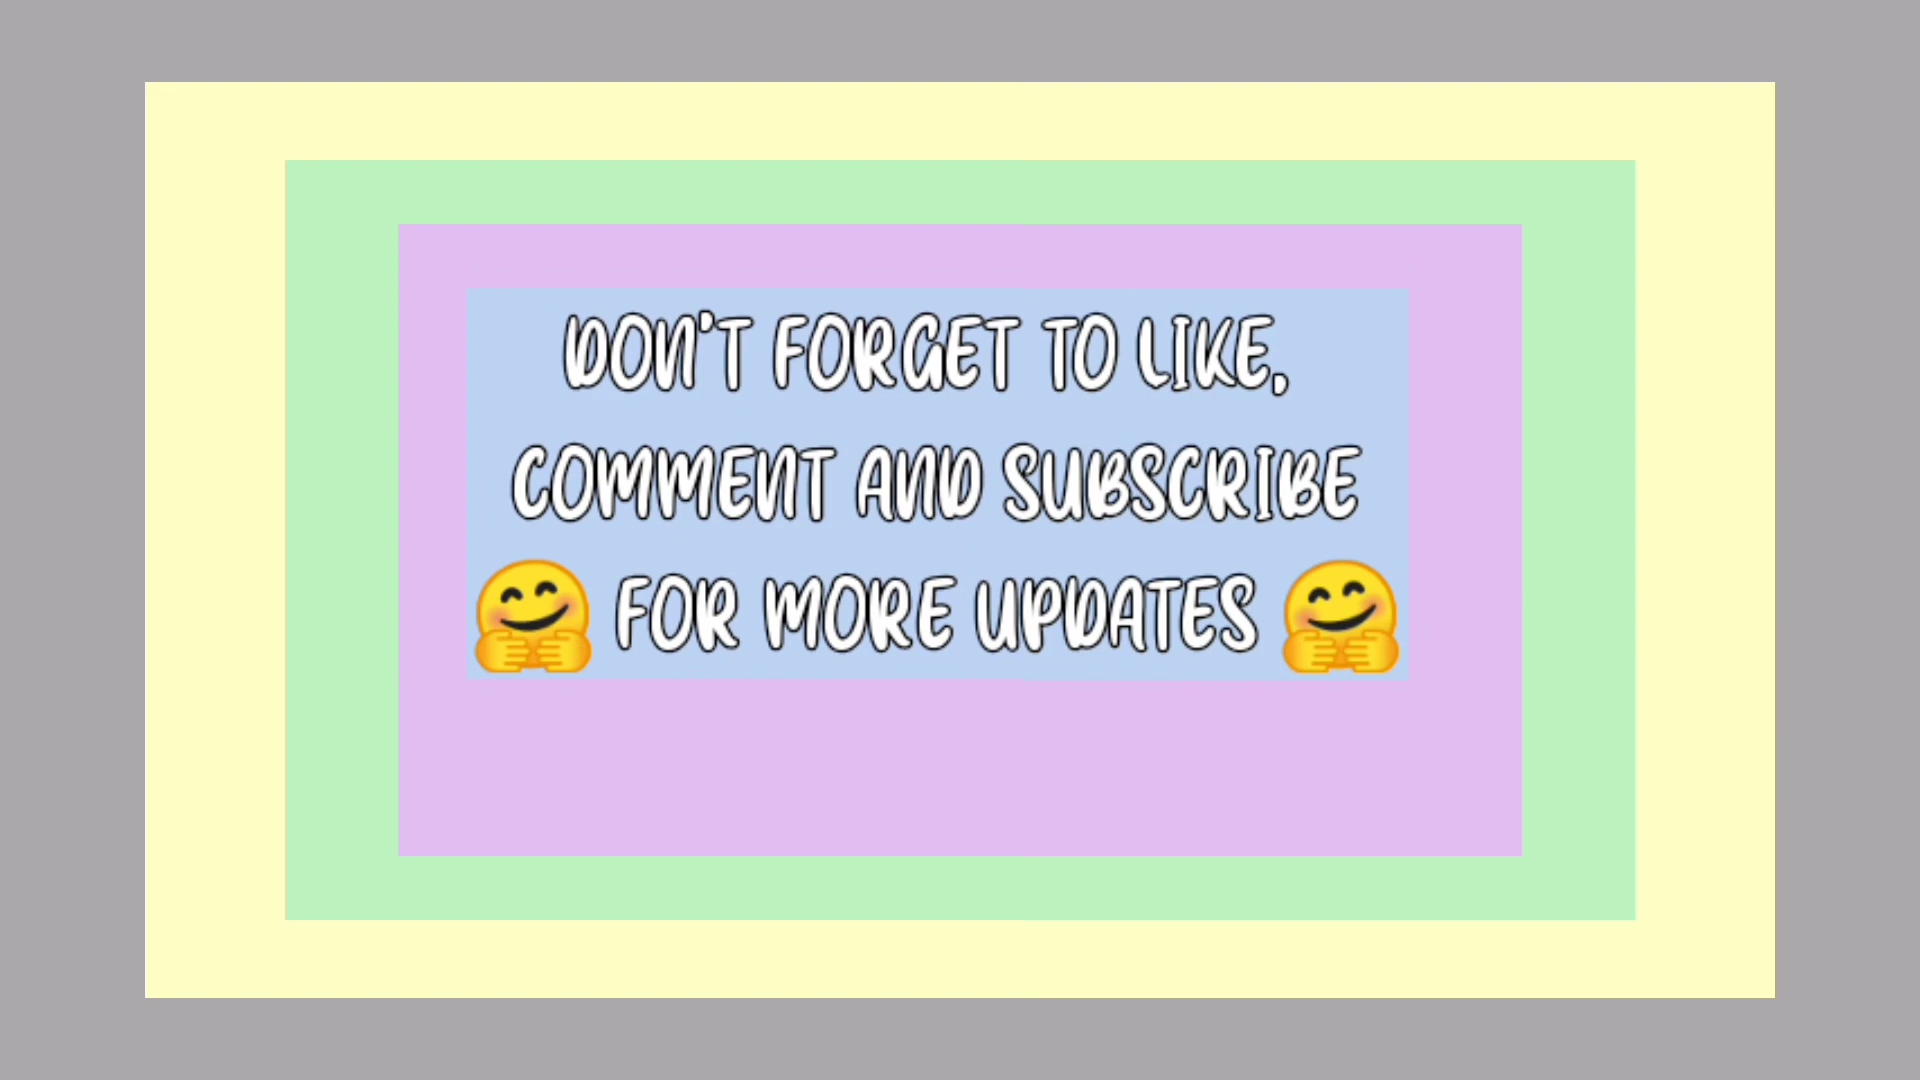 DON'T FORGET TO LIKE,
COMMENT AND SUBSCRIBE
🤗 FOR MORE UPDATES 🤗